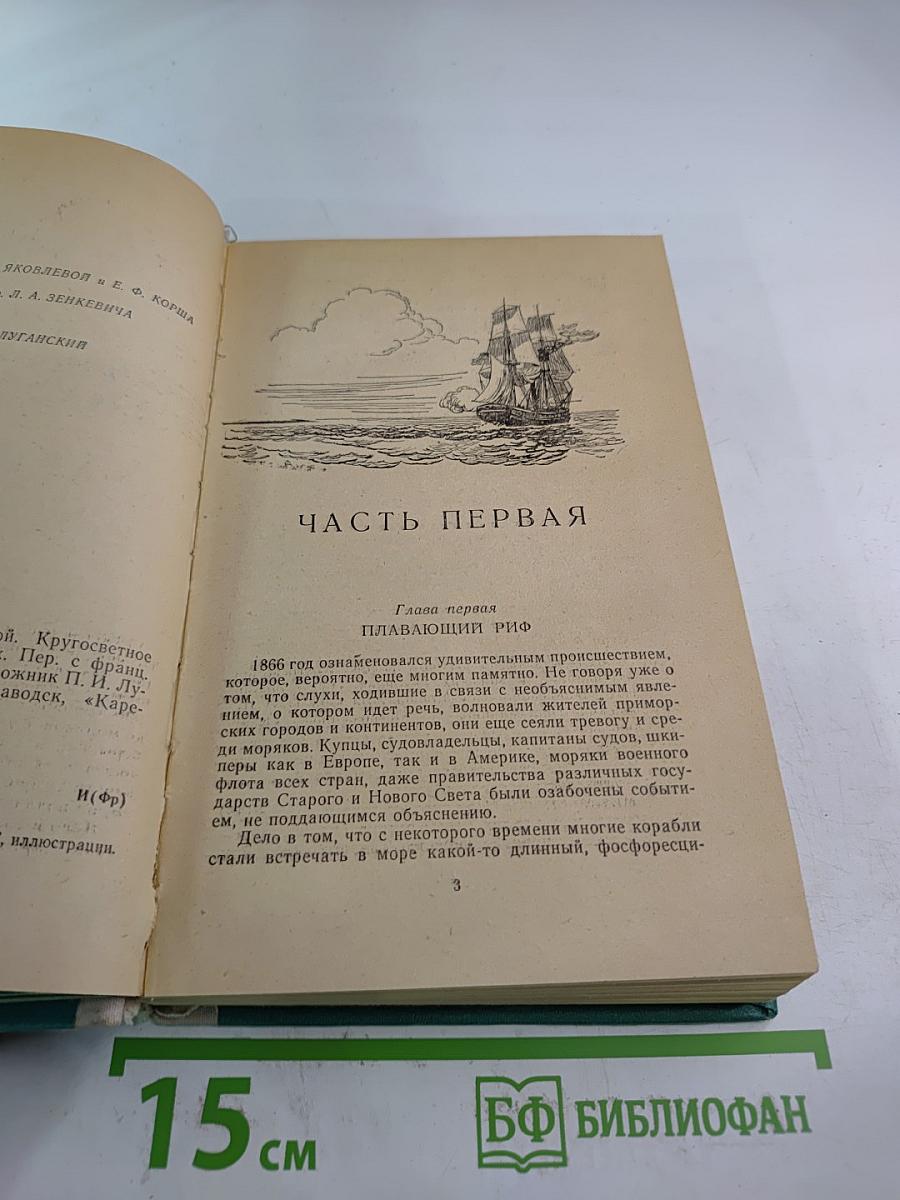 ЯКОВЛЕВОЙ и Е. Ф. КОРША
Л. А. ЗЕНКЕВИЧА
ЛУГАНСКИЙ
ой. Кругосветное
Пер. с франц.
ожник П. И. Лу-
аводск, «Каре-
И(Фр)
иллюстрации.
ЧАСТЬ ПЕРВАЯ
Глава первая
ПЛАВАЮЩИЙ РИФ
1866 год ознаменовался удивительным происшествием,
которое, вероятно, еще многим памятно. Не говоря уже о
том, что слухи, ходившие в связи с необъяснимым явле-
нием, о котором идет речь, волновали жителей примор-
ских городов и континентов, они еще сеяли тревогу и сре-
ди моряков. Купцы, судовладельцы, капитаны судов, шки-
перы как в Европе, так и в Америке, моряки военного
флота всех стран, даже правительства различных госу-
дарств Старого и Нового Света были озабочены событи-
ем, не поддающимся объяснению.
Дело в том, что с некоторого времени многие корабли
стали встречать в море какой-то длинный, фосфоресци-
3
15 см
БФ БИБЛИОФАН